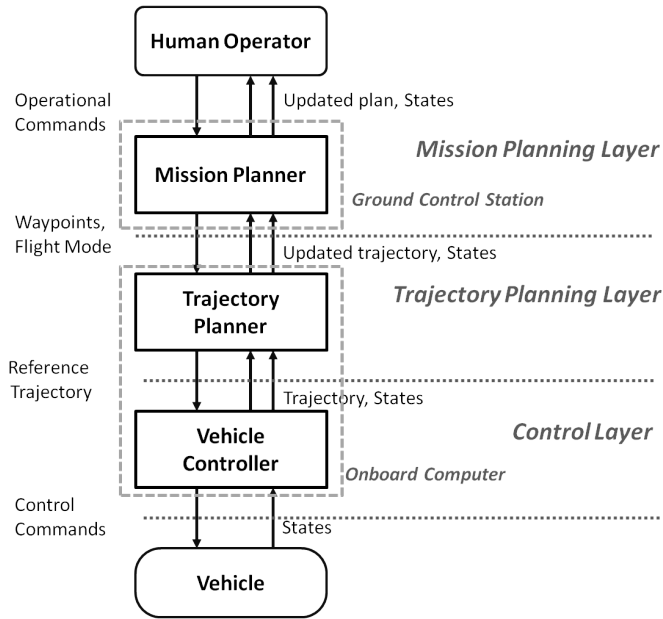 Human Operator
Operational
Commands
Updated plan, States
Mission Planning Layer
Mission Planner
Ground Control Station
Waypoints,
Flight Mode
Updated trajectory, States
Trajectory
Planner
Trajectory Planning Layer
Reference
Trajectory
Trajectory, States
Vehicle
Controller
Control Layer
Onboard Computer
Control
Commands
States
Vehicle